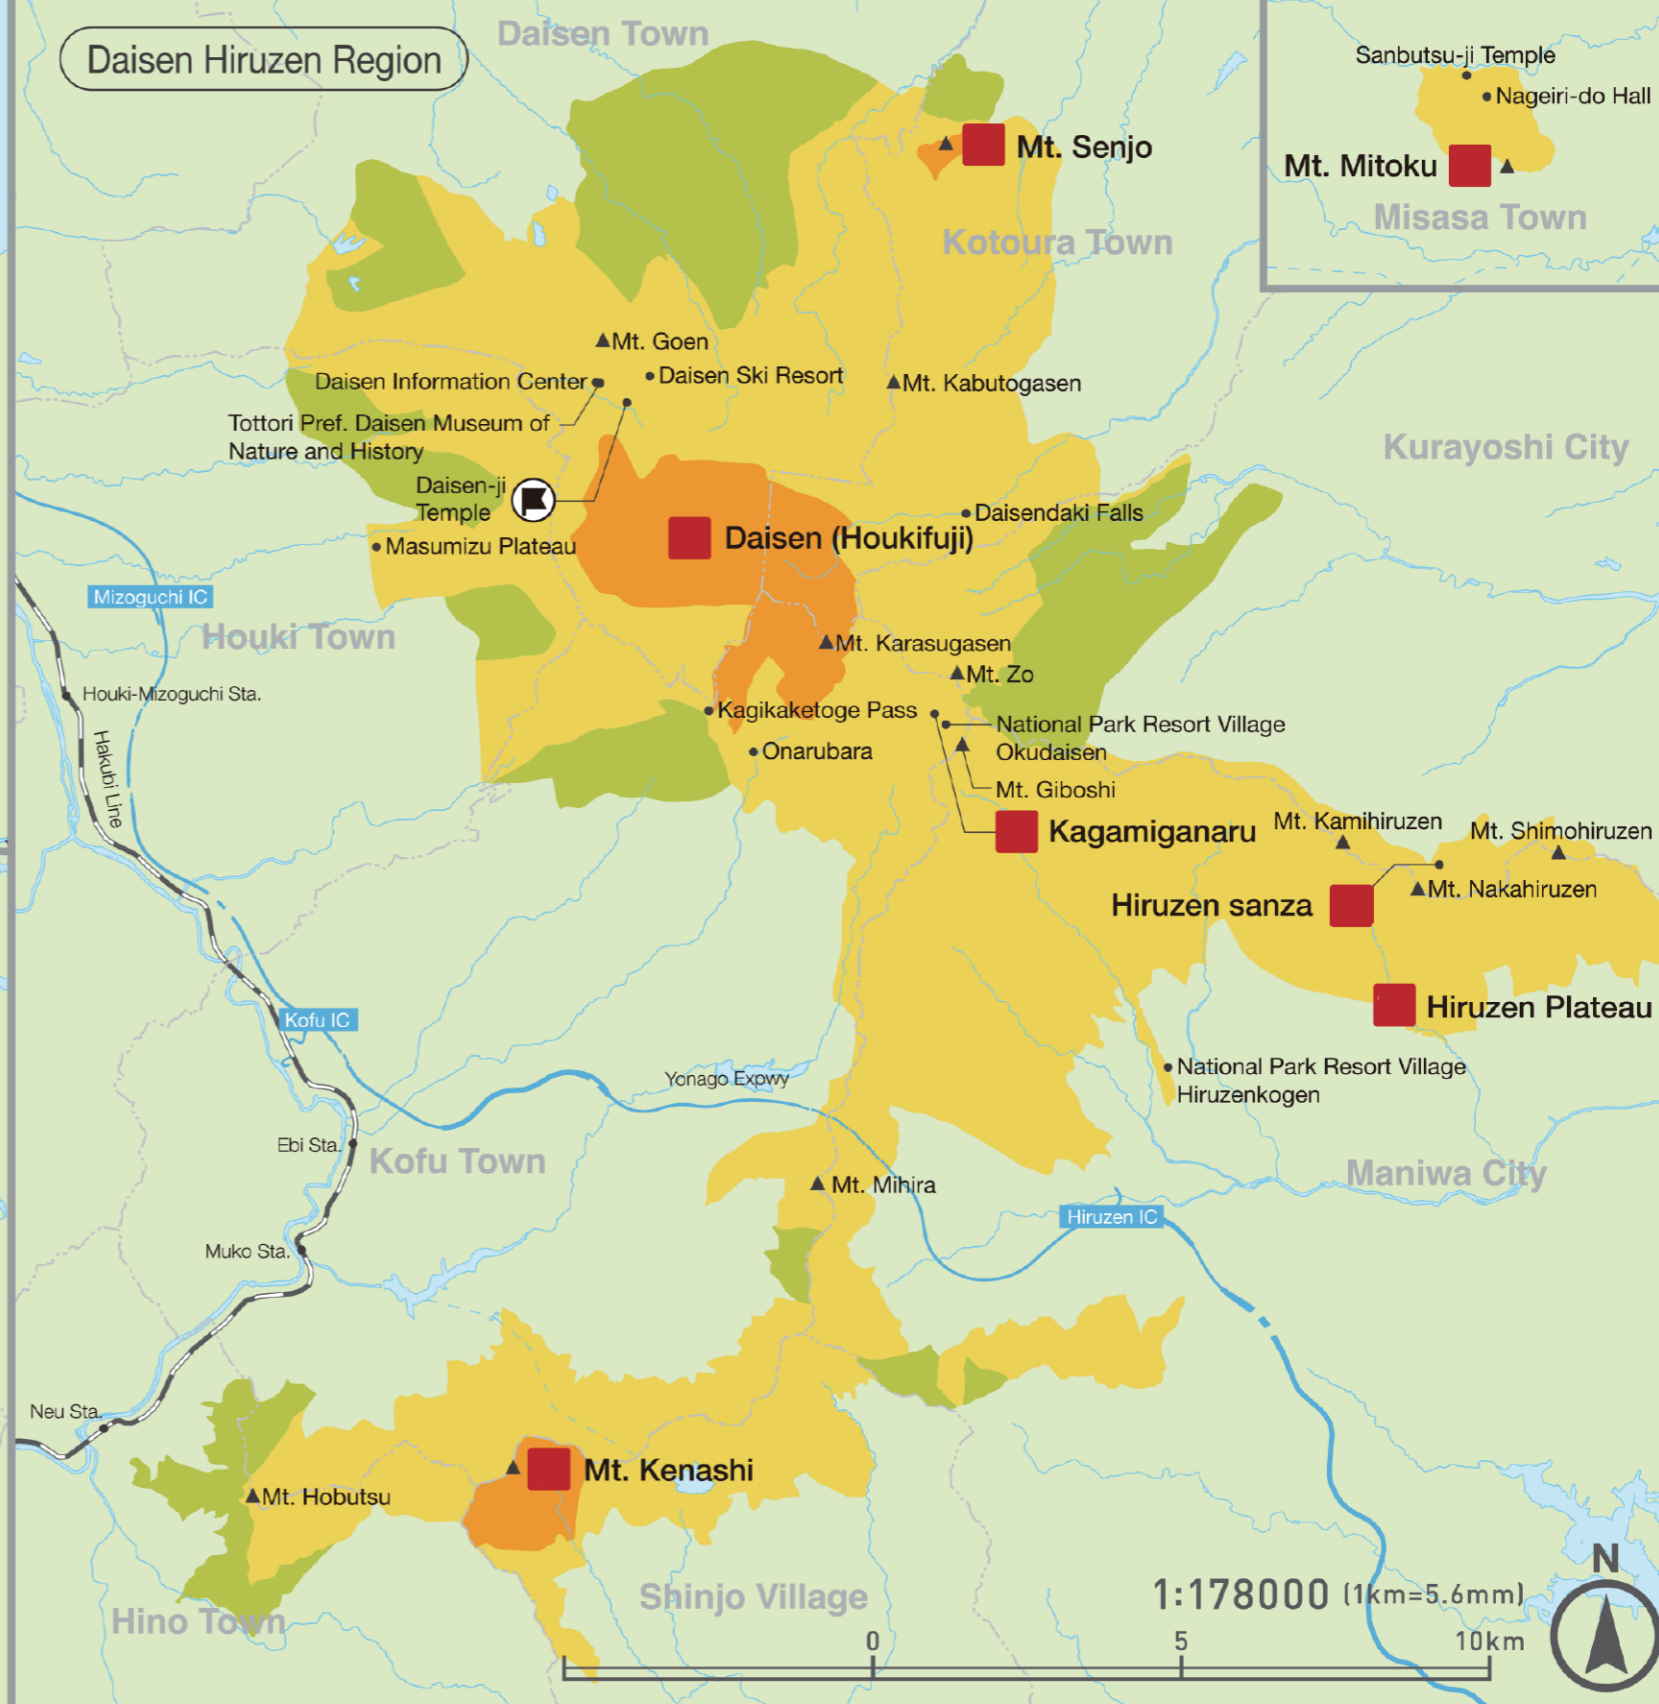 Daisen Hiruzen Region
Daisen Town
Sanbutsu-ji Temple
Nageiri-do Hall
Mt. Mitoku
Misasa Town
Mt. Senjo
Kotoura Town
Mt. Goen
Daisen Information Center
Daisen Ski Resort
Mt. Kabutogasen
Tottori Pref. Daisen Museum of
Nature and History
Kurayoshi City
Daisen-ji
Temple
Daisendaki Falls
Daisen (Houkifuji)
Masumizu Plateau
Mizoguchi IC
Houki Town
Mt. Karasugasen
Mt. Zo
Houki-Mizoguchi Sta.
Kagikaketoge Pass
National Park Resort Village
Okudaisen
Onarubara
Hakubi Line
Mt. Giboshi
Kagamiganaru
Mt. Kamihiruzen
Mt. Shimohiruzen
Mt. Nakahiruzen
Hiruzen sanza
Hiruzen Plateau
Kofu IC
National Park Resort Village
Hiruzenkogen
Yonago Expwy
Ebi Sta.
Kofu Town
Maniwa City
Mt. Mihira
Hiruzen IC
Muko Sta.
Neu Sta.
Mt. Kenashi
Mt. Hobutsu
Shinjo Village
Hino Town
N
1:178000 (1km=5.6mm)
0 5 10km